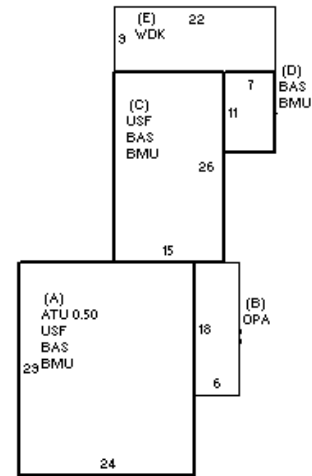 (E) 22
9 WDK
7 (D)
BAS
BMU
11
(C)
USF
BAS
BMU
26
15
(A)
ATU 0.50
USF
BAS
BMU
29
24
18
(B)
OPA
6